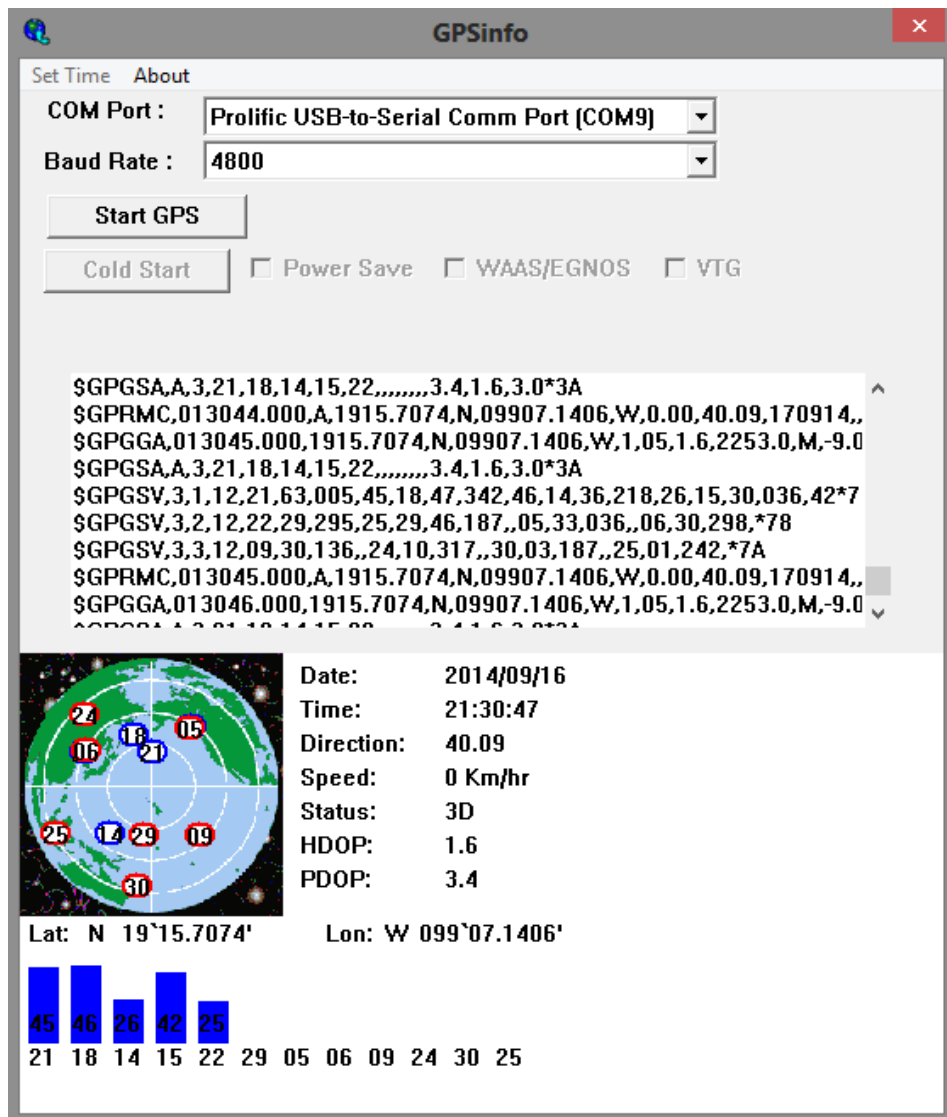 GPSinfo
Set Time About
COM Port : Prolific USB-to-Serial Comm Port (COM9)
Baud Rate : 4800
Start GPS
Cold Start Power Save WAAS/EGNOS VTG
$GPGSA,A,3,21,18,14,15,22,,,,,,,,3.4,1.6,3.0*3A
$GPRMC,013044.000,A,1915.7074,N,09907.1406,W,0.00,40.09,170914,,
$GPGGA,013045.000,1915.7074,N,09907.1406,W,1,05,1.6,2253.0,M,-9.0
$GPGSA,A,3,21,18,14,15,22,,,,,,,,3.4,1.6,3.0*3A
$GPGSV,3,1,12,21,63,005,45,18,47,342,46,14,36,218,26,15,30,036,42*7
$GPGSV,3,2,12,22,29,295,25,29,46,187,,05,33,036,,06,30,298,*78
$GPGSV,3,3,12,09,30,136,,24,10,317,,30,03,187,,25,01,242,*7A
$GPRMC,013045.000,A,1915.7074,N,09907.1406,W,0.00,40.09,170914,,
$GPGGA,013046.000,1915.7074,N,09907.1406,W,1,05,1.6,2253.0,M,-9.0
24
18 05
06 21
25 14 29 09
30
Date: 2014/09/16
Time: 21:30:47
Direction: 40.09
Speed: 0 Km/hr
Status: 3D
HDOP: 1.6
PDOP: 3.4
Lat: N 19`15.7074' Lon: W 099`07.1406'
45 46 26 42 25
21 18 14 15 22 29 05 06 09 24 30 25